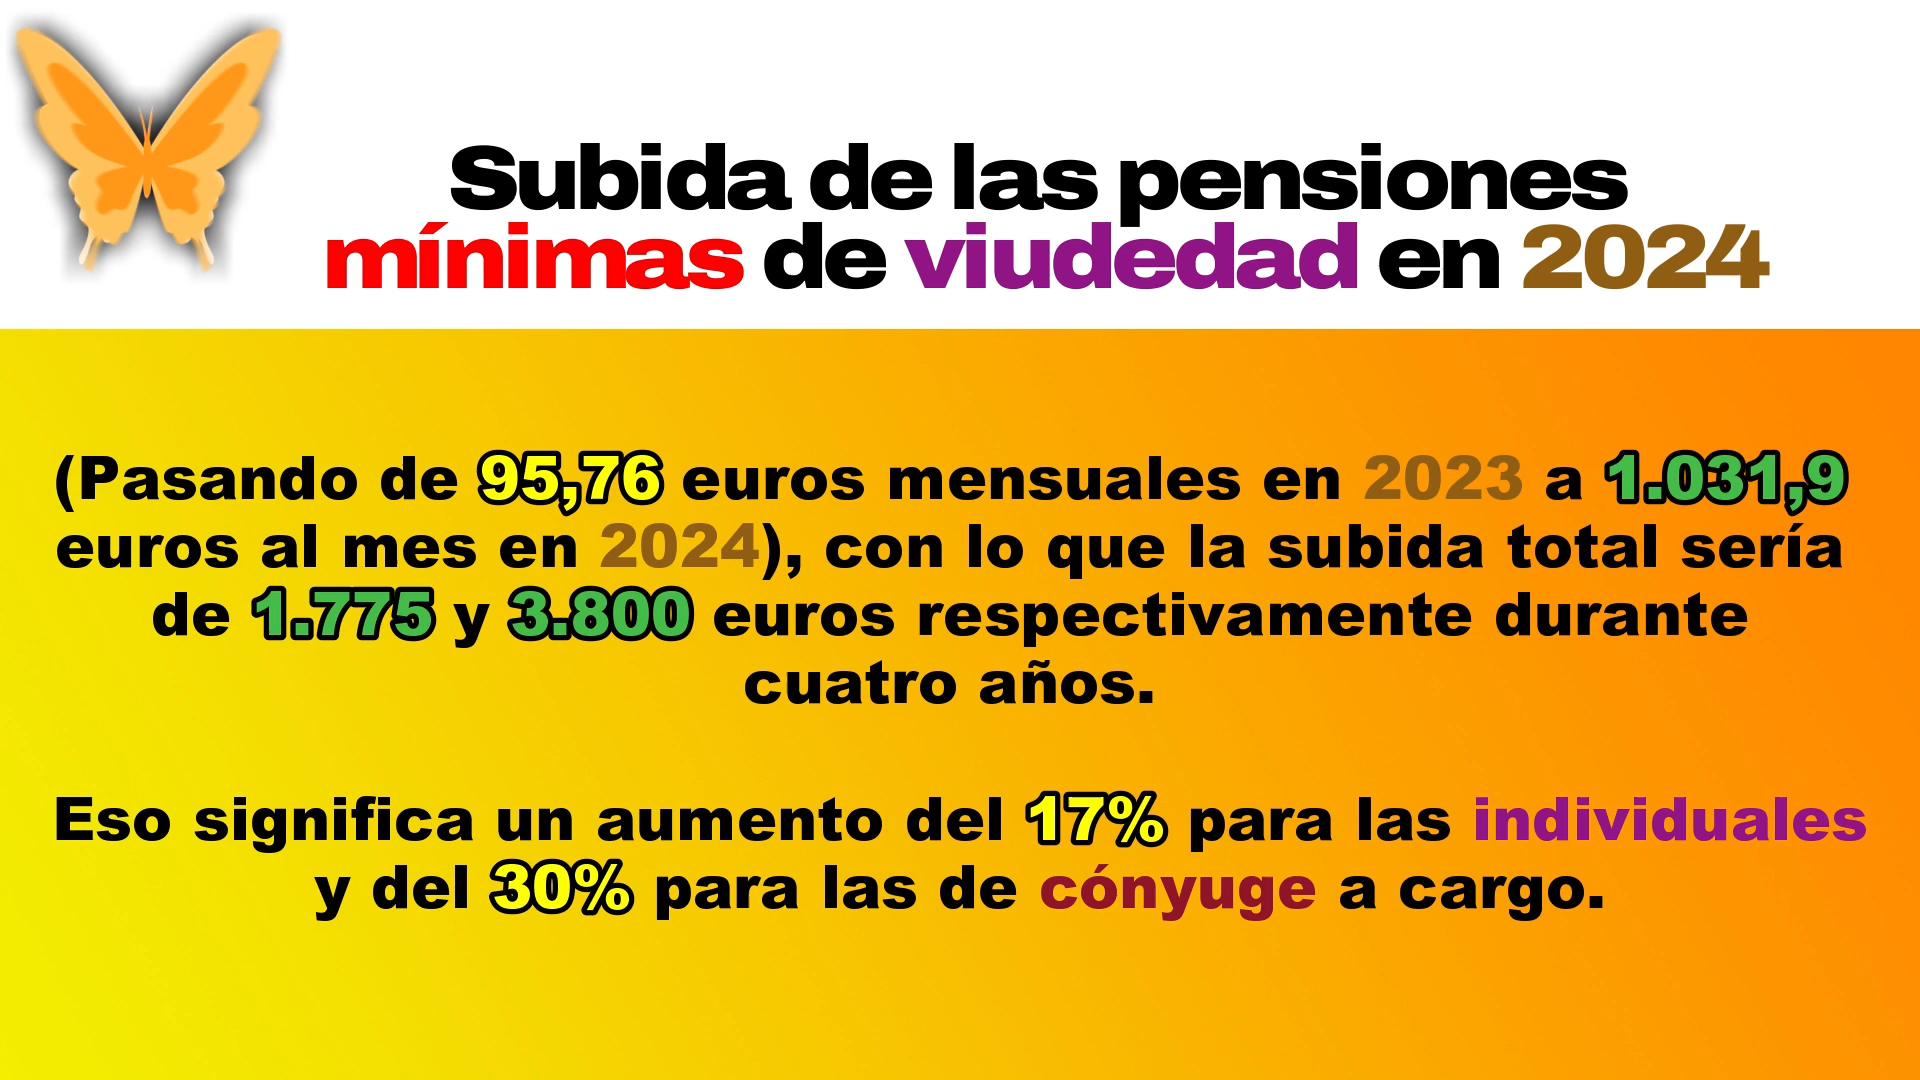 Subida de las pensiones
mínimas de viudedad en 2024
(Pasando de 95,76 euros mensuales en 2023 a 1.031,9
euros al mes en 2024), con lo que la subida total sería
de 1.775 y 3.800 euros respectivamente durante
cuatro años.
Eso significa un aumento del 17% para las individuales
y del 30% para las de cónyuge a cargo.